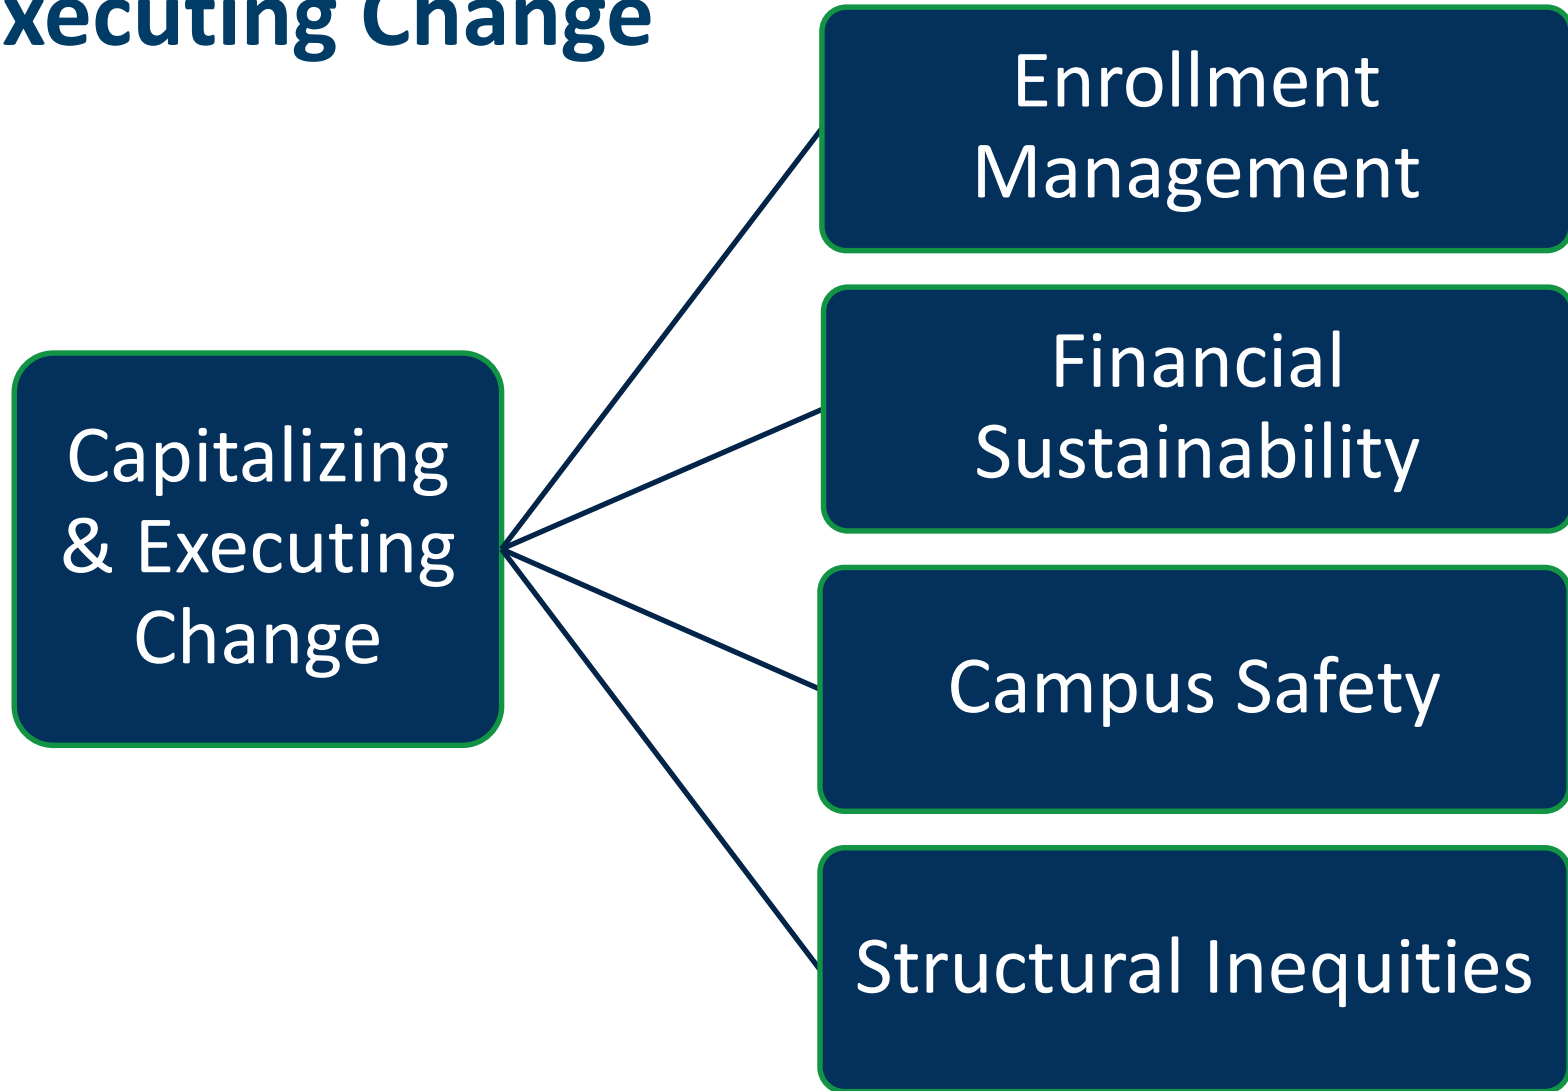 xecuting Change
Enrollment
Management
Financial
Sustainability
Capitalizing
& Executing
Change
Campus Safety
Structural Inequities